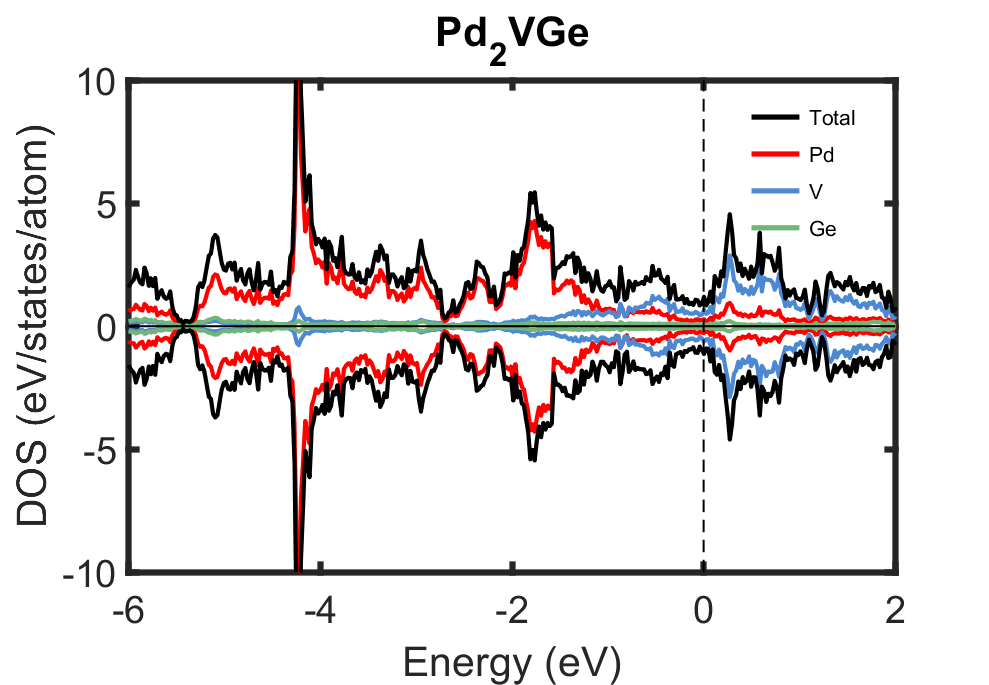 Pd₂VGe
10
5
0
-5
-10
DOS (eV/states/atom)
Total
Pd
V
Ge
-6 -4 -2 0 2
Energy (eV)